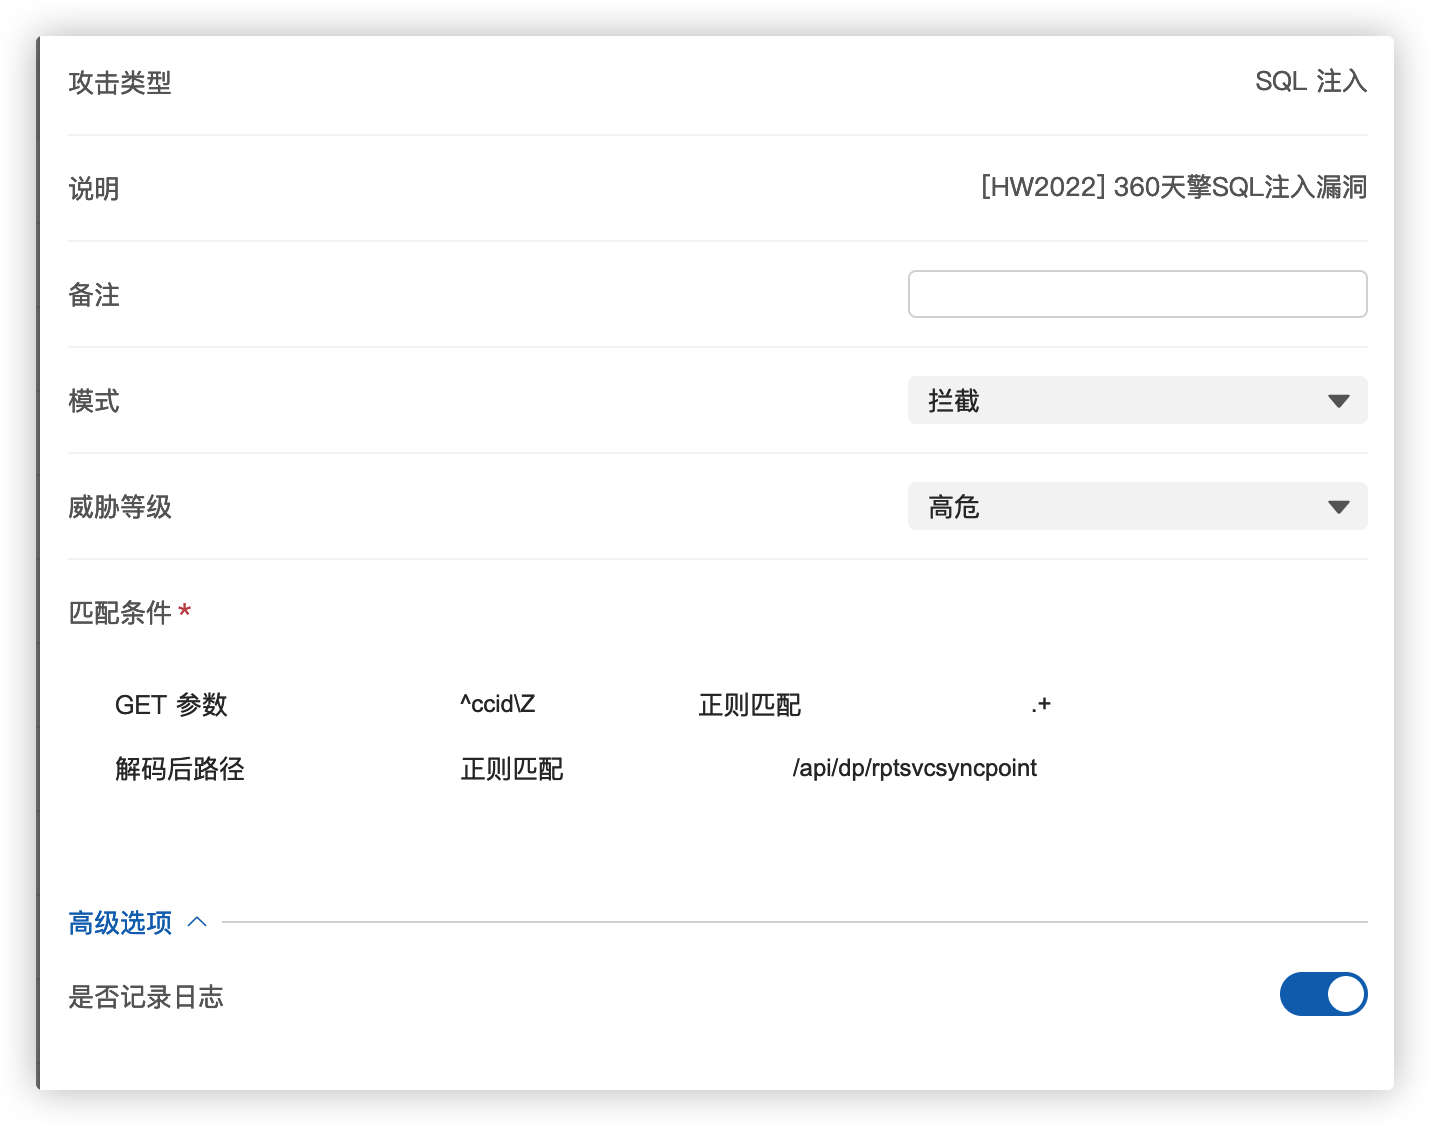 攻击类型 SQL 注入
说明 [HW2022] 360天擎SQL注入漏洞
备注
模式 拦截
威胁等级 高危
匹配条件 *
GET 参数 ^ccid\Z 正则匹配 .+
解码后路径 正则匹配 /api/dp/rptsvcsyncpoint
高级选项
是否记录日志